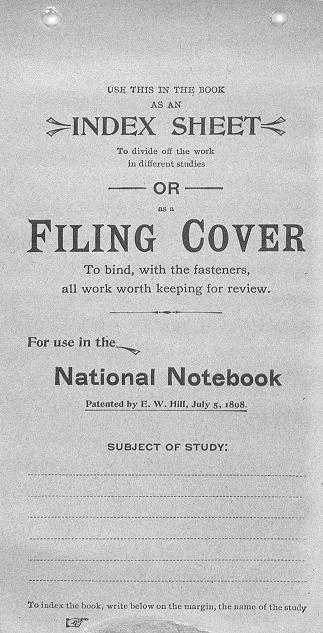 USE THIS IN THE BOOK
AS AN
INDEX SHEET
To divide off the work
in different studies
OR
as a
FILING COVER
To bind, with the fasteners,
all work worth keeping for review.
For use in the
National Notebook
Patented by E. W. Hill, July 5, 1898.
SUBJECT OF STUDY:
To index the book, write below on the margin, the name of the study